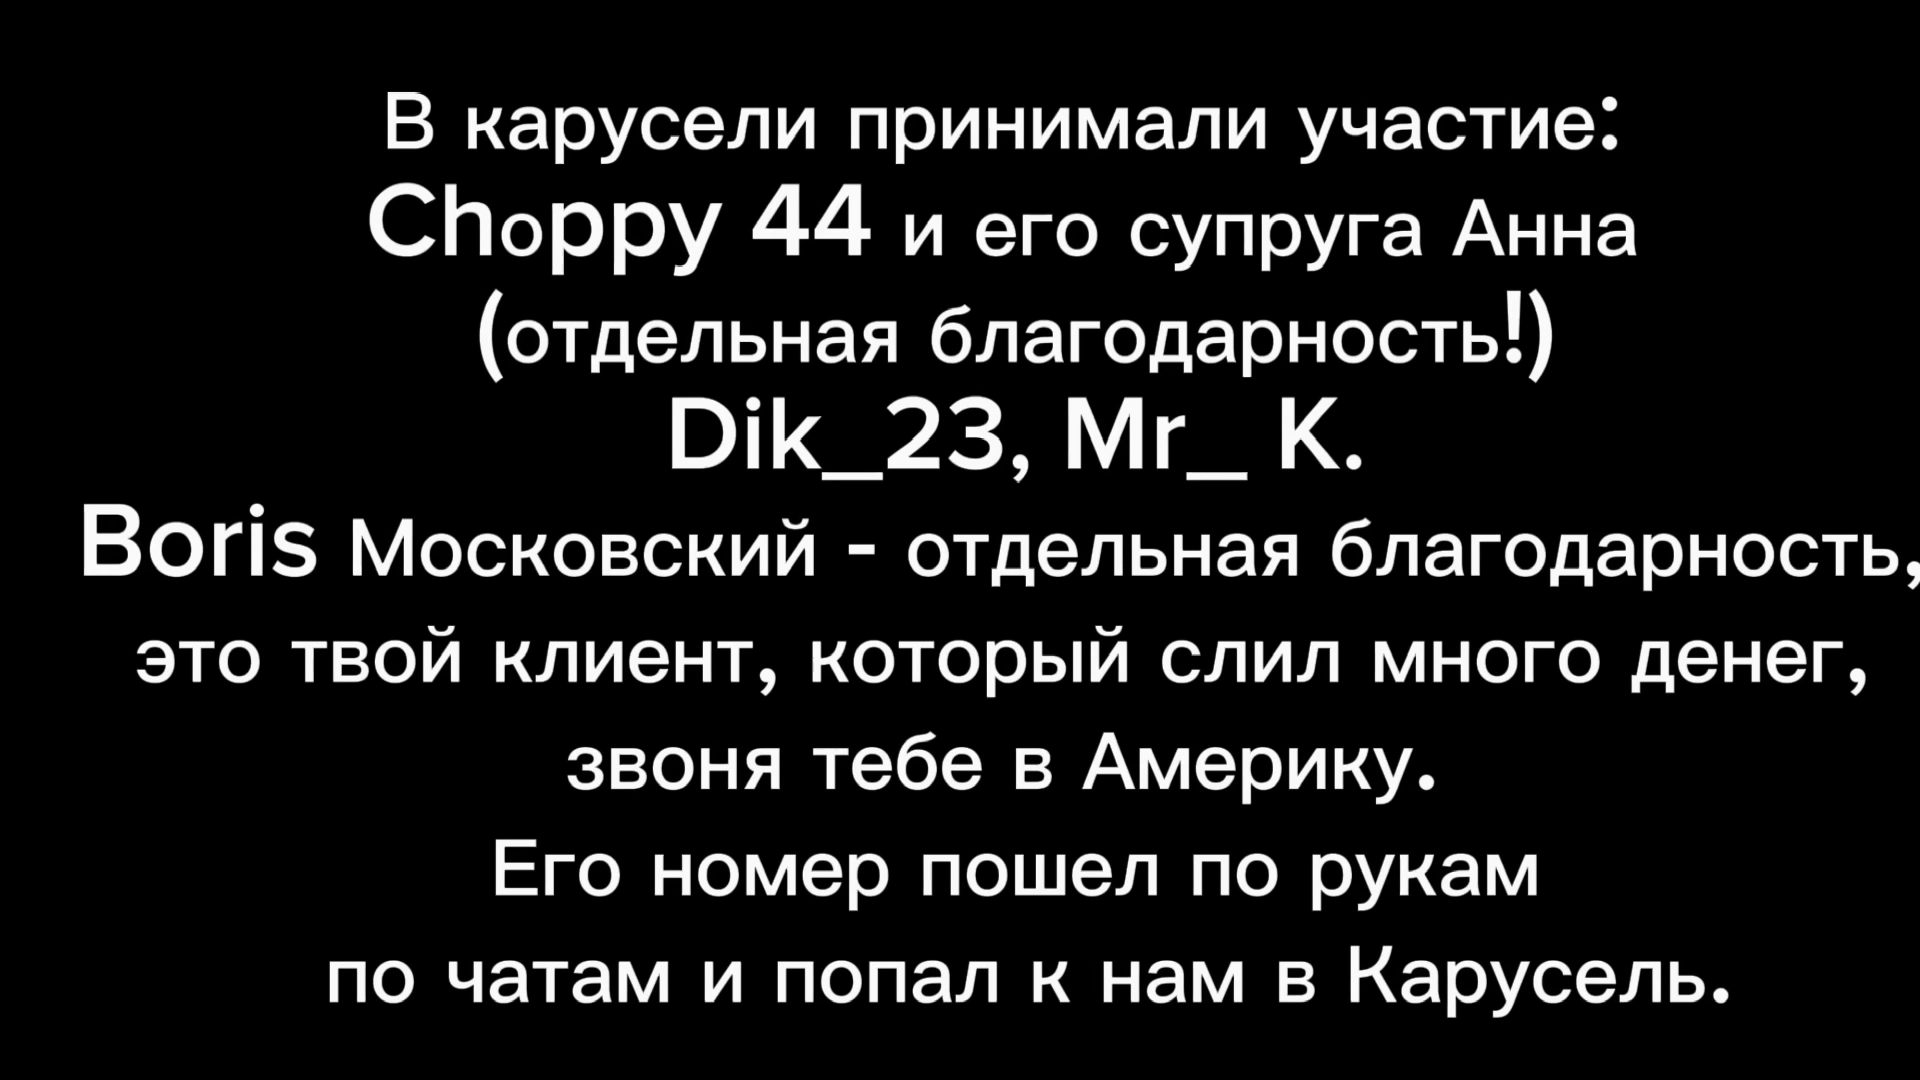 В карусели принимали участие:
Choppy 44 и его супруга Анна
(отдельная благодарность!)
Dik_23, Mr_ K.
Boris Московский - отдельная благодарность,
это твой клиент, который слил много денег,
звоня тебе в Америку.
Его номер пошел по рукам
по чатам и попал к нам в Карусель.